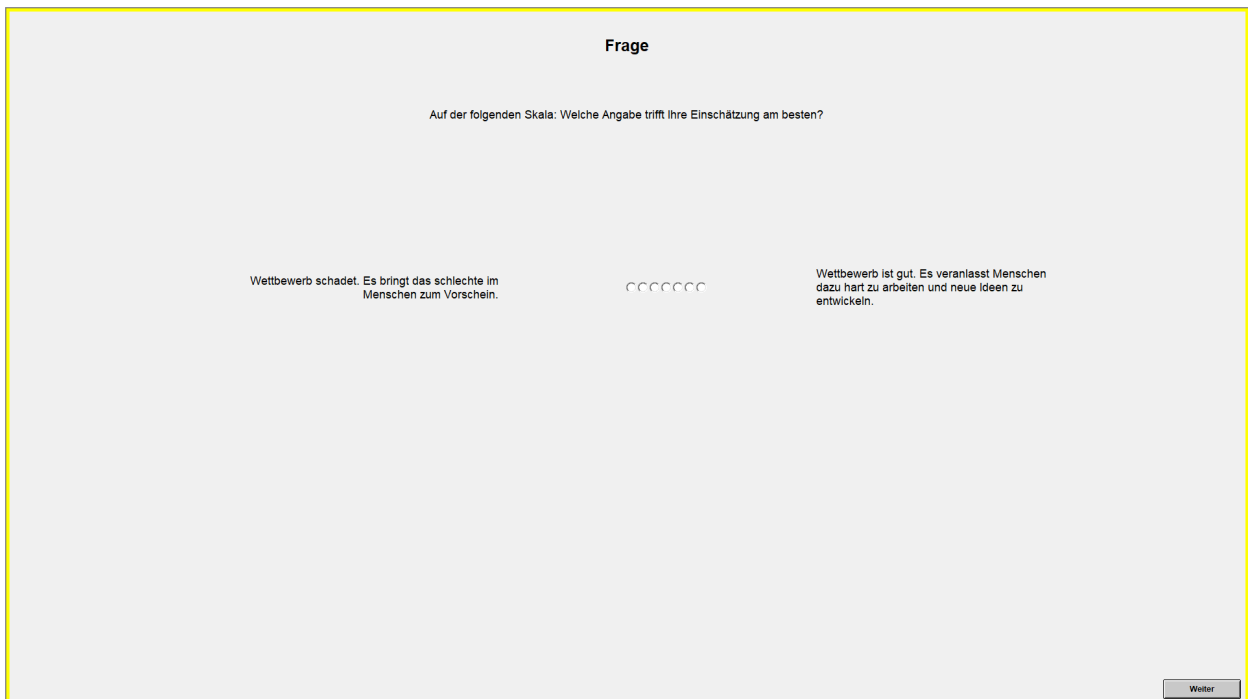 Frage
Auf der folgenden Skala: Welche Angabe trifft Ihre Einschätzung am besten?
Wettbewerb schadet. Es bringt das schlechte im
Menschen zum Vorschein.
Wettbewerb ist gut. Es veranlasst Menschen
dazu hart zu arbeiten und neue Ideen zu
entwickeln.
Weiter